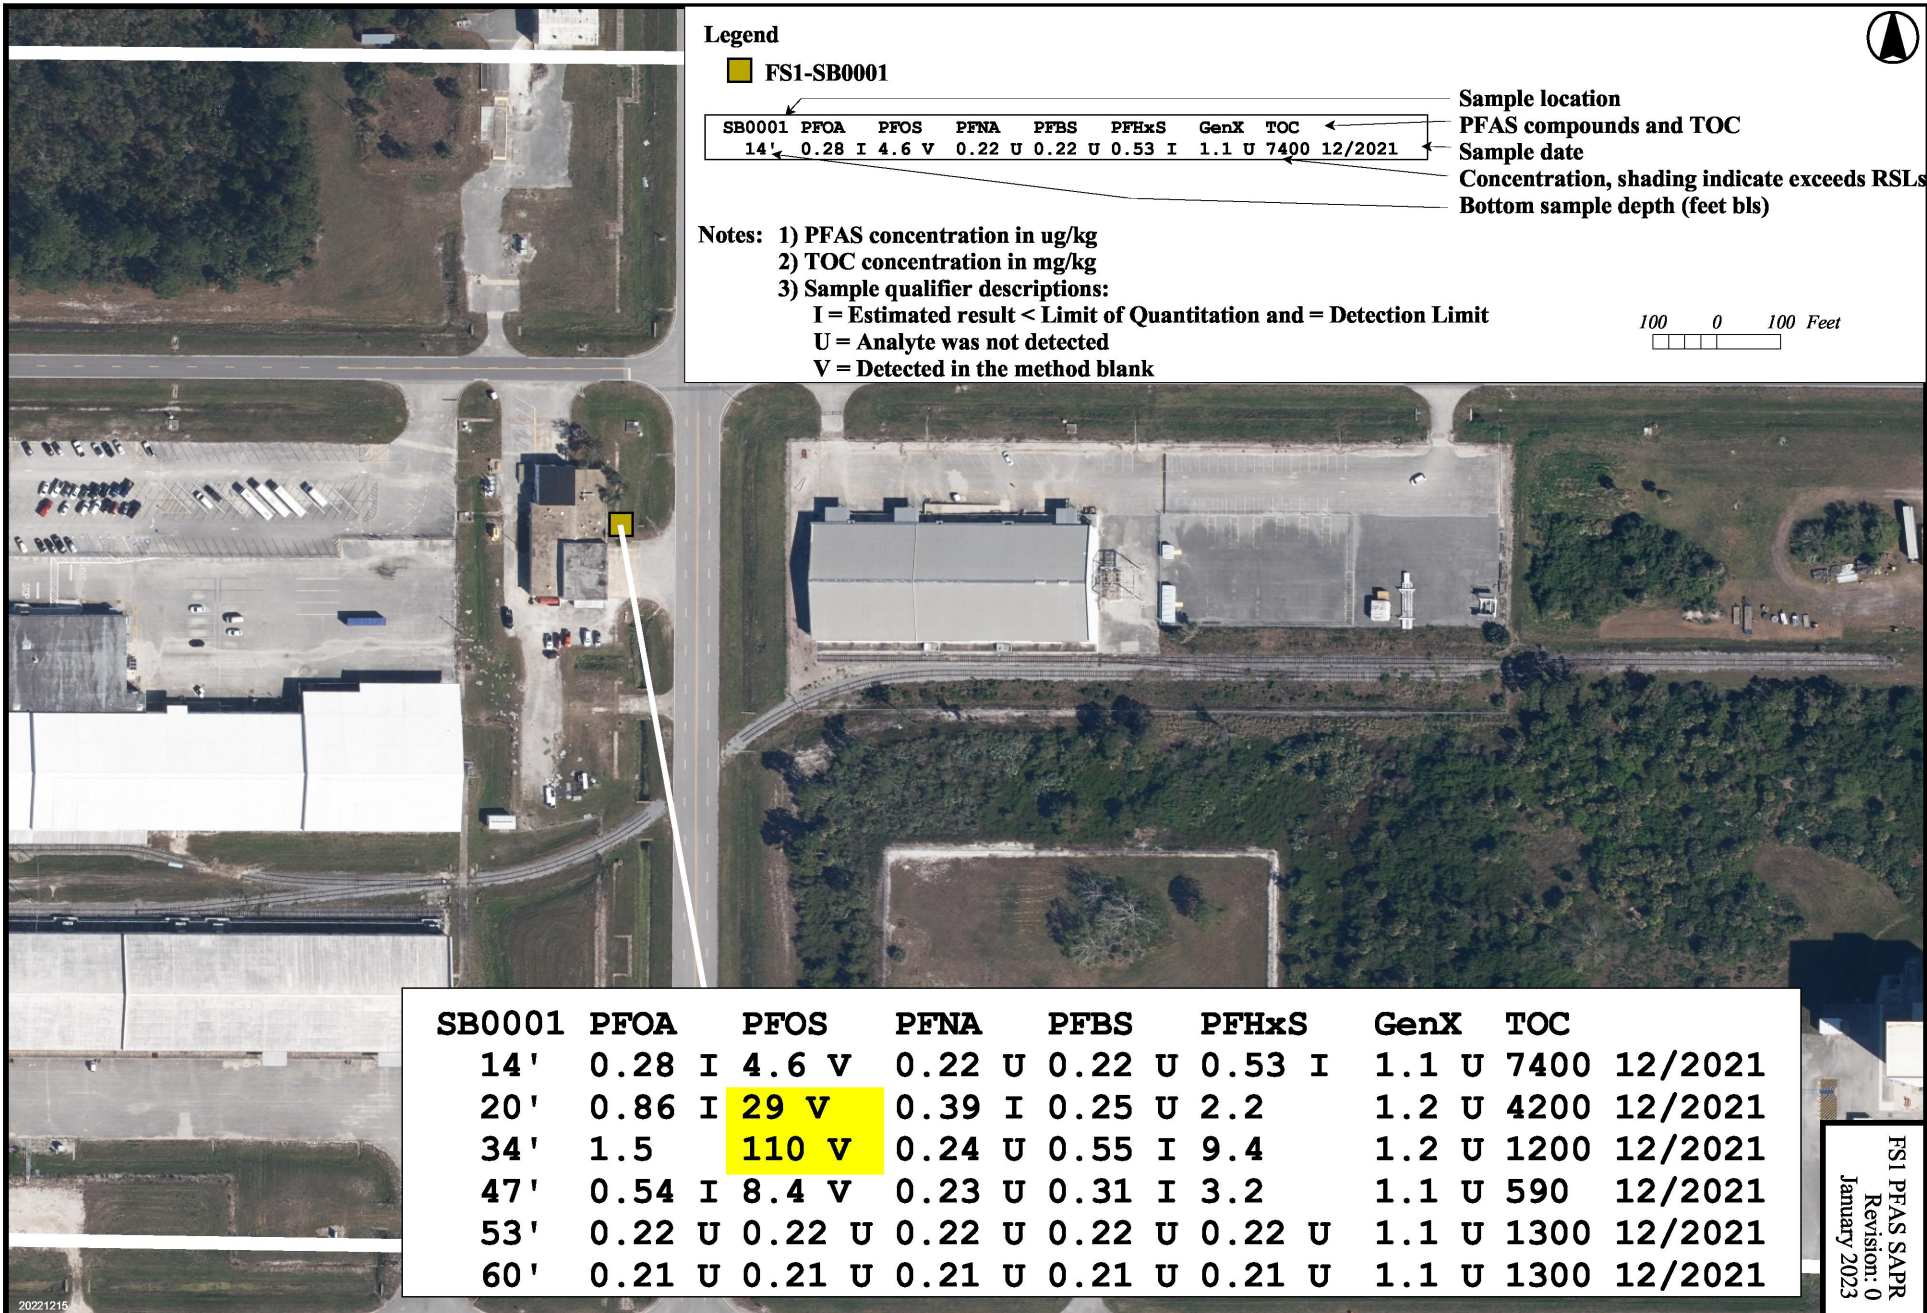 Legend
FS1-SB0001
SB0001 PFOA PFOS PFNA PFBS PFHxS GenX TOC
14' 0.28 I 4.6 V 0.22 U 0.22 U 0.53 I 1.1 U 7400 12/2021
Sample location
PFAS compounds and TOC
Sample date
Concentration, shading indicate exceeds RSLs
Bottom sample depth (feet bls)
Notes: 1) PFAS concentration in ug/kg
2) TOC concentration in mg/kg
3) Sample qualifier descriptions:
I = Estimated result < Limit of Quantitation and = Detection Limit
U = Analyte was not detected
V = Detected in the method blank
100 0 100 Feet
SB0001 PFOA PFOS PFNA PFBS PFHxS GenX TOC
14' 0.28 I 4.6 V 0.22 U 0.22 U 0.53 I 1.1 U 7400 12/2021
20' 0.86 I 29 V 0.39 I 0.25 U 2.2 1.2 U 4200 12/2021
34' 1.5 110 V 0.24 U 0.55 I 9.4 1.2 U 1200 12/2021
47' 0.54 I 8.4 V 0.23 U 0.31 I 3.2 1.1 U 590 12/2021
53' 0.22 U 0.22 U 0.22 U 0.22 U 0.22 U 1.1 U 1300 12/2021
60' 0.21 U 0.21 U 0.21 U 0.21 U 0.21 U 1.1 U 1300 12/2021
FS1 PFAS SAPR
Revision: 0
January 2023
20221215